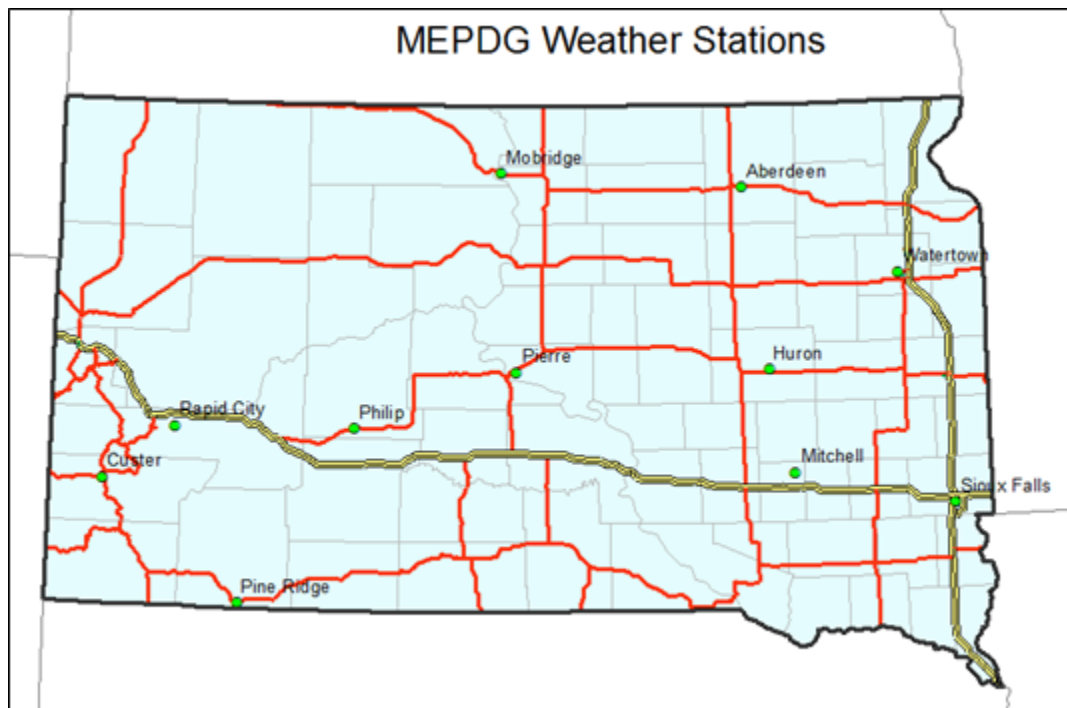 MEPDG Weather Stations
Mobridge
Aberdeen
Watertown
Pierre
Huron
Rapid City
Philip
Custer
Mitchell
Sioux Falls
Pine Ridge